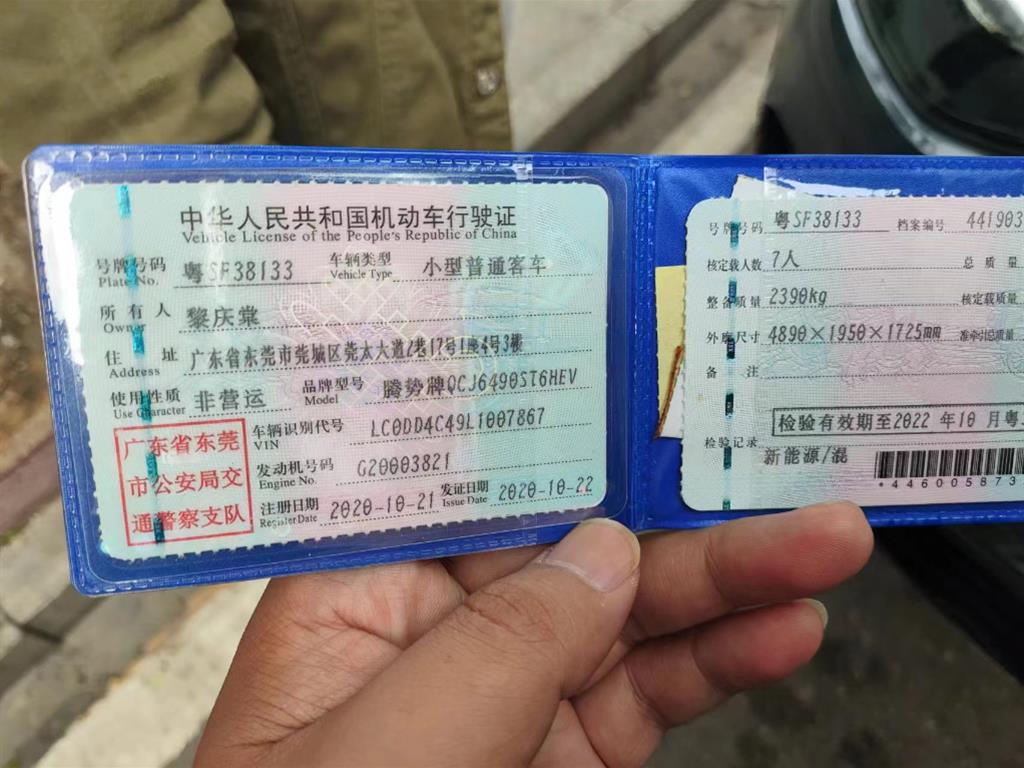 中华人民共和国机动车行驶证
Vehicle License of the People's Republic of China
号牌号码 Plate No. 粤SF38133 车辆类型 Vehicle Type 小型普通客车
所有人 Owner 黎庆棠
住址 Address 广东省东莞市莞城区莞太大道2巷17号1座4号3楼
使用性质 Use Character 非营运 品牌型号 Model 腾势牌QCJ6490ST6HEV
车辆识别代号 VIN LC0DD4C49L1007867
发动机号码 Engine No. G20003821
注册日期 Register Date 2020-10-21 发证日期 Issue Date 2020-10-22
广东省东莞
市公安局交
通警察支队
号牌号码 粤SF38133 档案编号 441903
核定载人数 7人 总质量
整备质量 2390kg 核定载质量
外廓尺寸 4890×1950×1725mm 准牵引总质量
备注
检验有效期至2022年10月粤
检验记录
新能源/混
*446005873